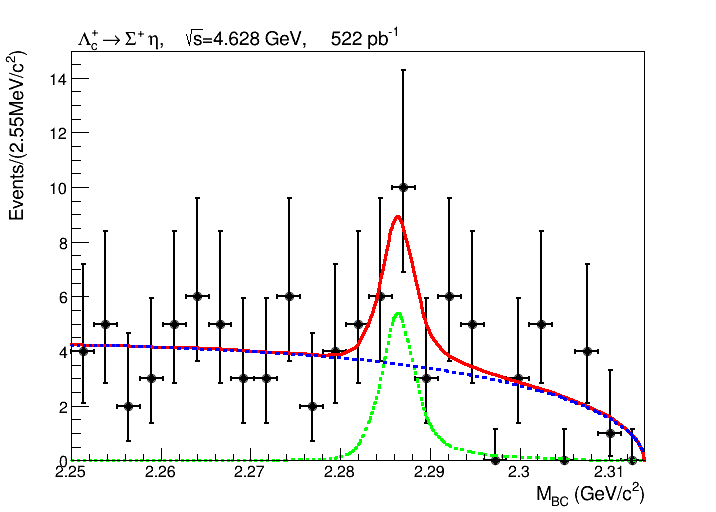 Λc+ → Σ+ η, √s=4.628 GeV, 522 pb-1
Events/(2.55MeV/c2)
14
12
10
8
6
4
2
0
2.25 2.26 2.27 2.28 2.29 2.3 2.31
MBC (GeV/c2)